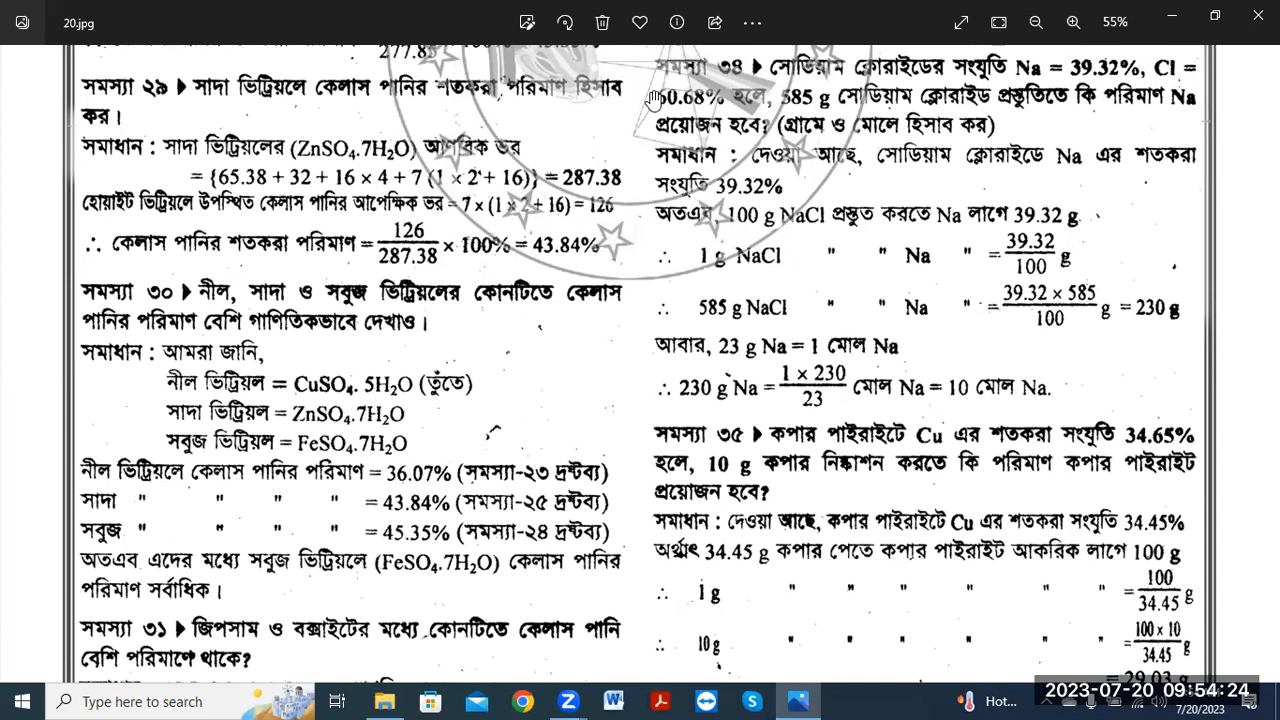 20.jpg
55%
277.85
সমস্যা ২৯ ▶ সাদা ভিট্রিয়লে কেলাস পানির শতকরা পরিমাণ হিসাব
কর।
সমাধান : সাদা ভিট্রিয়লের (ZnSO₄.7H₂O) আণবিক ভর
= {65.38 + 32 + 16 × 4 + 7 (1 × 2 + 16)} = 287.38
হোয়াইট ভিট্রিয়লে উপস্থিত কেলাস পানির আপেক্ষিক ভর = 7 × (1 × 2 + 16) = 126
∴ কেলাস পানির শতকরা পরিমাণ = 126/287.38 × 100% = 43.84%
সমস্যা ৩০ ▶ নীল, সাদা ও সবুজ ভিট্রিয়লের কোনটিতে কেলাস
পানির পরিমাণ বেশি গাণিতিকভাবে দেখাও।
সমাধান : আমরা জানি,
নীল ভিট্রিয়ল = CuSO₄. 5H₂O (তুঁতে)
সাদা ভিট্রিয়ল = ZnSO₄.7H₂O
সবুজ ভিট্রিয়ল = FeSO₄.7H₂O
নীল ভিট্রিয়লে কেলাস পানির পরিমাণ = 36.07% (সমস্যা-২৩ দ্রষ্টব্য)
সাদা " " " " = 43.84% (সমস্যা-২৫ দ্রষ্টব্য)
সবুজ " " " " = 45.35% (সমস্যা-২৪ দ্রষ্টব্য)
অতএব এদের মধ্যে সবুজ ভিট্রিয়লে (FeSO₄.7H₂O) কেলাস পানির
পরিমাণ সর্বাধিক।
সমস্যা ৩১ ▶ জিপসাম ও বক্সাইটের মধ্যে কোনটিতে কেলাস পানি
বেশি পরিমাণে থাকে?
সমস্যা ৩৪ ▶ সোডিয়াম ক্লোরাইডের সংযুতি Na = 39.32%, Cl =
60.68% হলে, 585 g সোডিয়াম ক্লোরাইড প্রস্তুতিতে কি পরিমাণ Na
প্রয়োজন হবে? (গ্রামে ও মোলে হিসাব কর)
সমাধান : দেওয়া আছে, সোডিয়াম ক্লোরাইডে Na এর শতকরা
সংযুতি 39.32%
অতএব, 100 g NaCl প্রস্তুত করতে Na লাগে 39.32 g
∴ 1 g NaCl " " Na " = 39.32/100 g
∴ 585 g NaCl " " Na " = 39.32 × 585/100 g = 230 g
আবার, 23 g Na = 1 মোল Na
∴ 230 g Na = 1 × 230/23 মোল Na = 10 মোল Na.
সমস্যা ৩৫ ▶ কপার পাইরাইটে Cu এর শতকরা সংযুতি 34.65%
হলে, 10 g কপার নিষ্কাশন করতে কি পরিমাণ কপার পাইরাইট
প্রয়োজন হবে?
সমাধান : দেওয়া আছে, কপার পাইরাইটে Cu এর শতকরা সংযুতি 34.45%
অর্থাৎ 34.45 g কপার পেতে কপার পাইরাইট আকরিক লাগে 100 g
∴ 1 g " " " " " " = 100/34.45 g
∴ 10 g " " " " " " = 100 × 10/34.45 g
= 29.03 g
Type here to search
Hot...
2023-07-20 09:54:24
7/20/2023